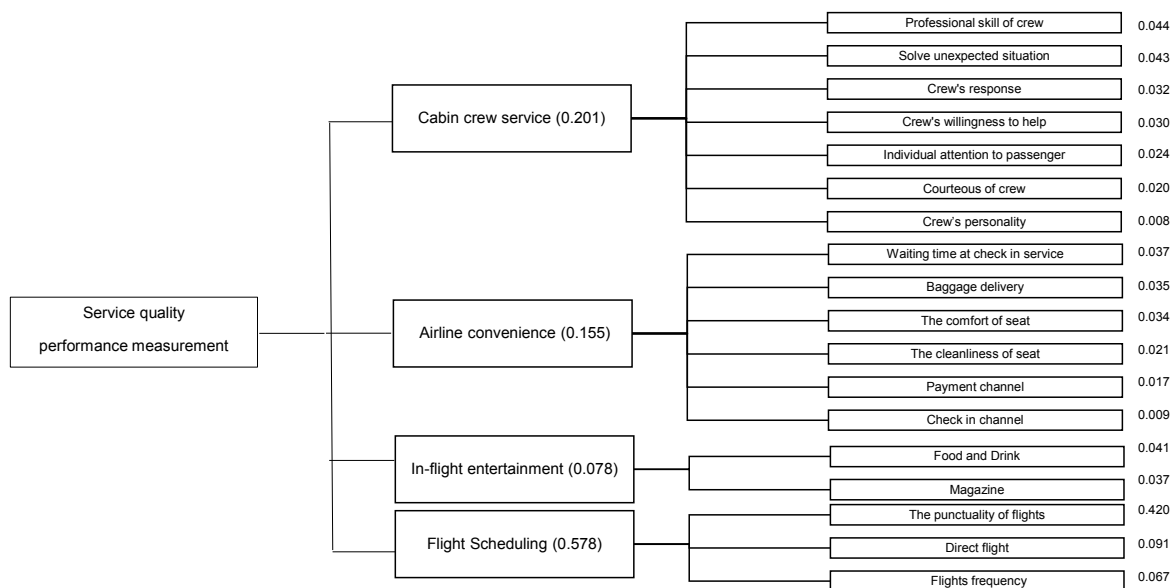 Service quality
performance measurement
Cabin crew service (0.201)
Professional skill of crew 0.044
Solve unexpected situation 0.043
Crew's response 0.032
Crew's willingness to help 0.030
Individual attention to passenger 0.024
Courteous of crew 0.020
Crew's personality 0.008
Airline convenience (0.155)
Waiting time at check in service 0.037
Baggage delivery 0.035
The comfort of seat 0.034
The cleanliness of seat 0.021
Payment channel 0.017
Check in channel 0.009
In-flight entertainment (0.078)
Food and Drink 0.041
Magazine 0.037
Flight Scheduling (0.578)
The punctuality of flights 0.420
Direct flight 0.091
Flights frequency 0.067